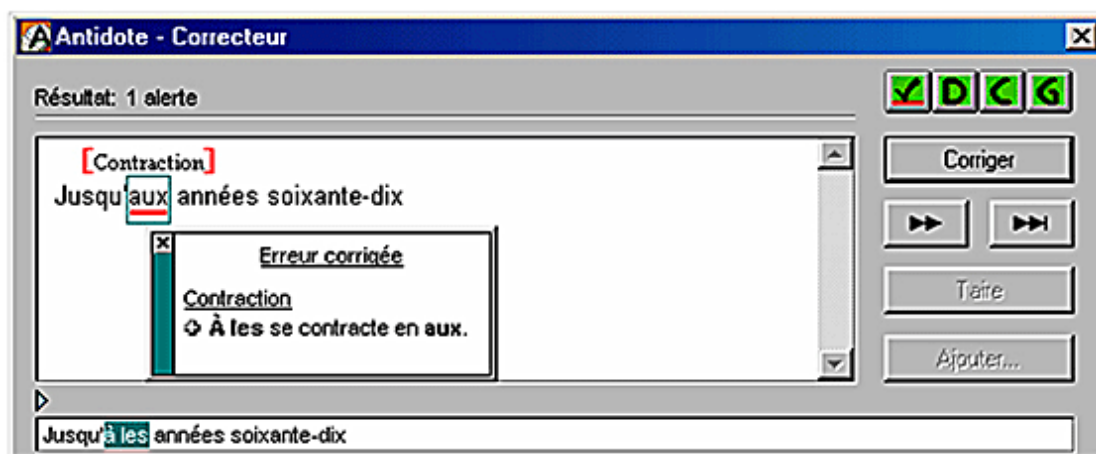 Antidote - Correcteur
Résultat: 1 alerte
D C G
[Contraction]
Jusqu'aux années soixante-dix
Erreur corrigée
Contraction
À les se contracte en aux.
Corriger
Taire
Ajouter...
Jusqu'à les années soixante-dix